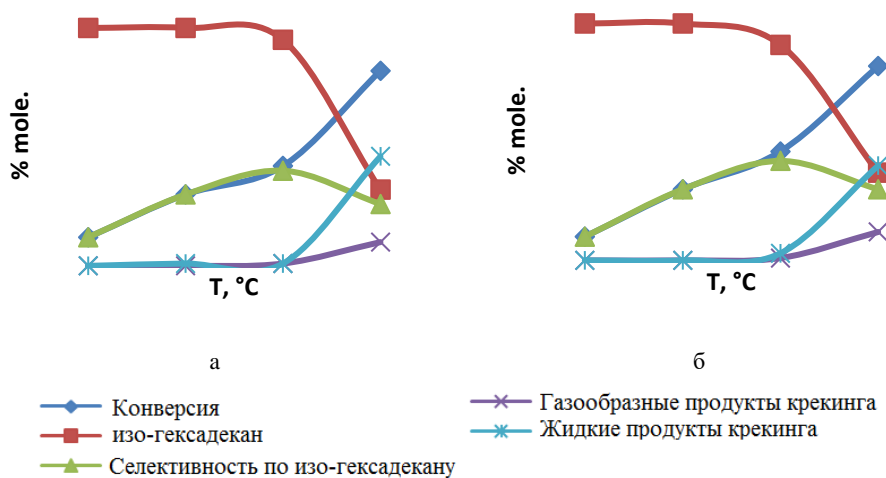 % mole.
T, °C
а
% mole.
T, °C
б
Конверсия
изо-гексадекан
Селективность по изо-гексадекану
Газообразные продукты крекинга
Жидкие продукты крекинга